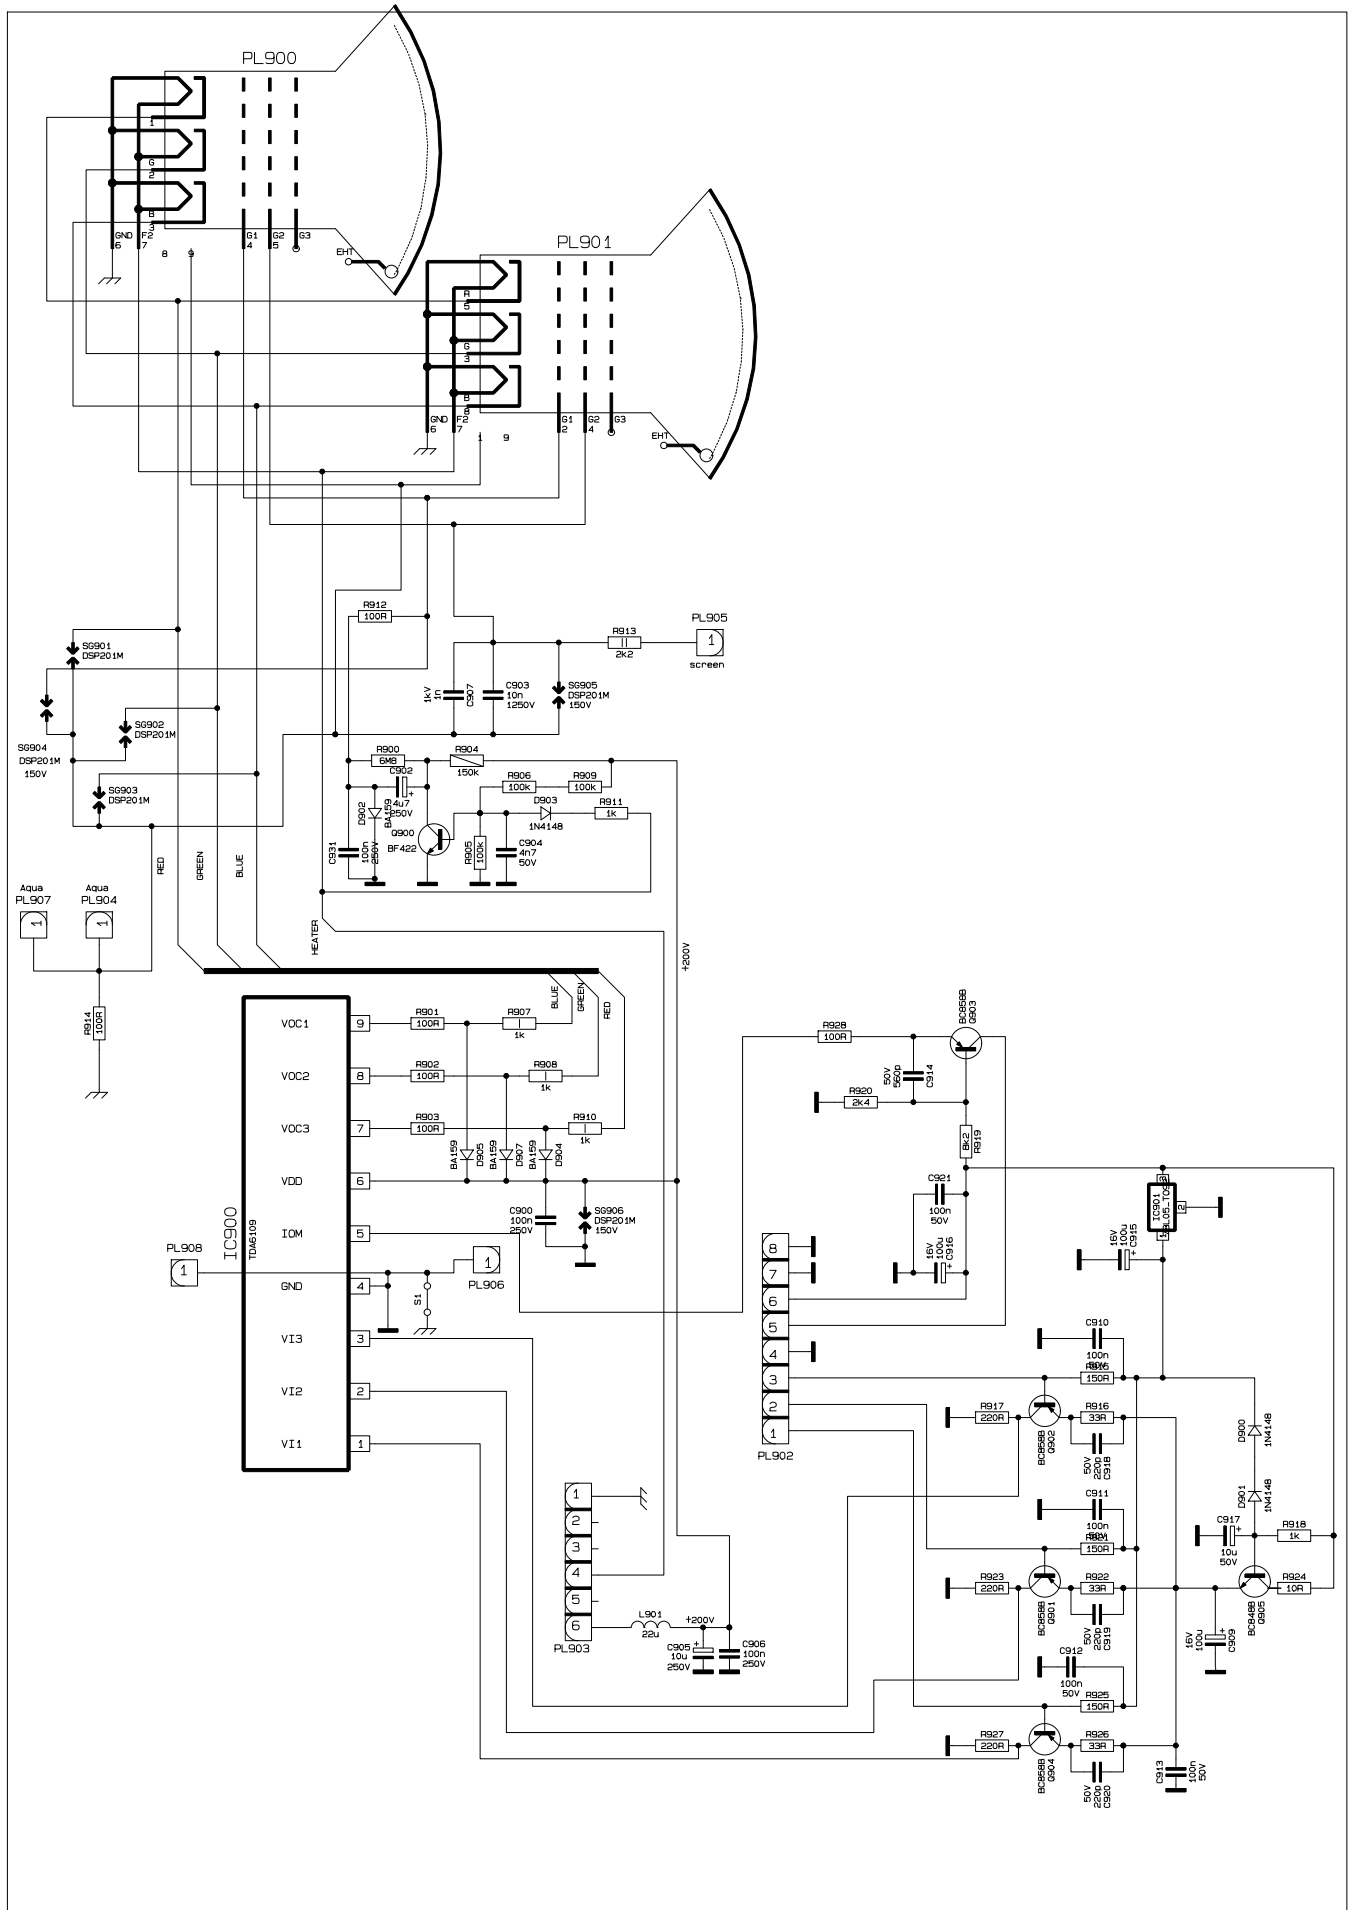 PL900
1
G
2
B
3
GND
6
F2
7
8
9
G1
4
G2
5
G3
EHT
PL901
R
5
G
3
B
8
GND
6
F2
7
1
9
G1
2
G2
4
G3
EHT
R912
100R
PL905
1
screen
R913
2k2
SG901
DSP201M
1kV
1n
C907
C903
10n
1250V
SG905
DSP201M
150V
SG902
DSP201M
SG904
DSP201M
150V
SG903
DSP201M
R900
6M8
C902
4u7
250V
R904
150k
R906
100k
R909
100k
D902
BA159
D903
1N4148
R911
1k
Q900
BF422
C931
100n
250V
R905
100k
C904
4n7
50V
RED
GREEN
BLUE
Aqua
PL907
1
Aqua
PL904
1
HEATER
+200V
R914
100R
BLUE
GREEN
RED
IC900
TDA6109
VOC1
9
VOC2
8
VOC3
7
VDD
6
IOM
5
GND
4
VI3
3
VI2
2
VI1
1
R901
100R
R907
1k
R902
100R
R908
1k
R903
100R
R910
1k
BA159
D905
BA159
D907
BA159
D904
C900
100n
250V
SG906
DSP201M
150V
PL908
1
PL906
1
S1
BC858B
Q903
R928
100R
50V
560p
C914
R920
2k4
8k2
R919
C921
100n
50V
16V
100u
C916
+
IC901
2
16V
100u
C915
+
8
7
6
5
4
3
2
1
PL902
C910
100n
50V
150R
R917
220R
R916
33R
BC858B
Q902
50V
220p
C918
D900
1N4148
D901
1N4148
C911
100n
50V
R921
150R
C917
+
10u
50V
R918
1k
R923
220R
R922
33R
BC858B
Q901
50V
220p
C919
R924
10R
BC848B
Q905
16V
100u
C909
+
C912
100n
50V
R925
150R
R927
220R
R926
33R
BC858B
Q904
50V
220p
C920
C913
100n
50V
1
2
3
4
5
6
PL903
L901
22u
+200V
C905
10u
250V
+
C906
100n
250V